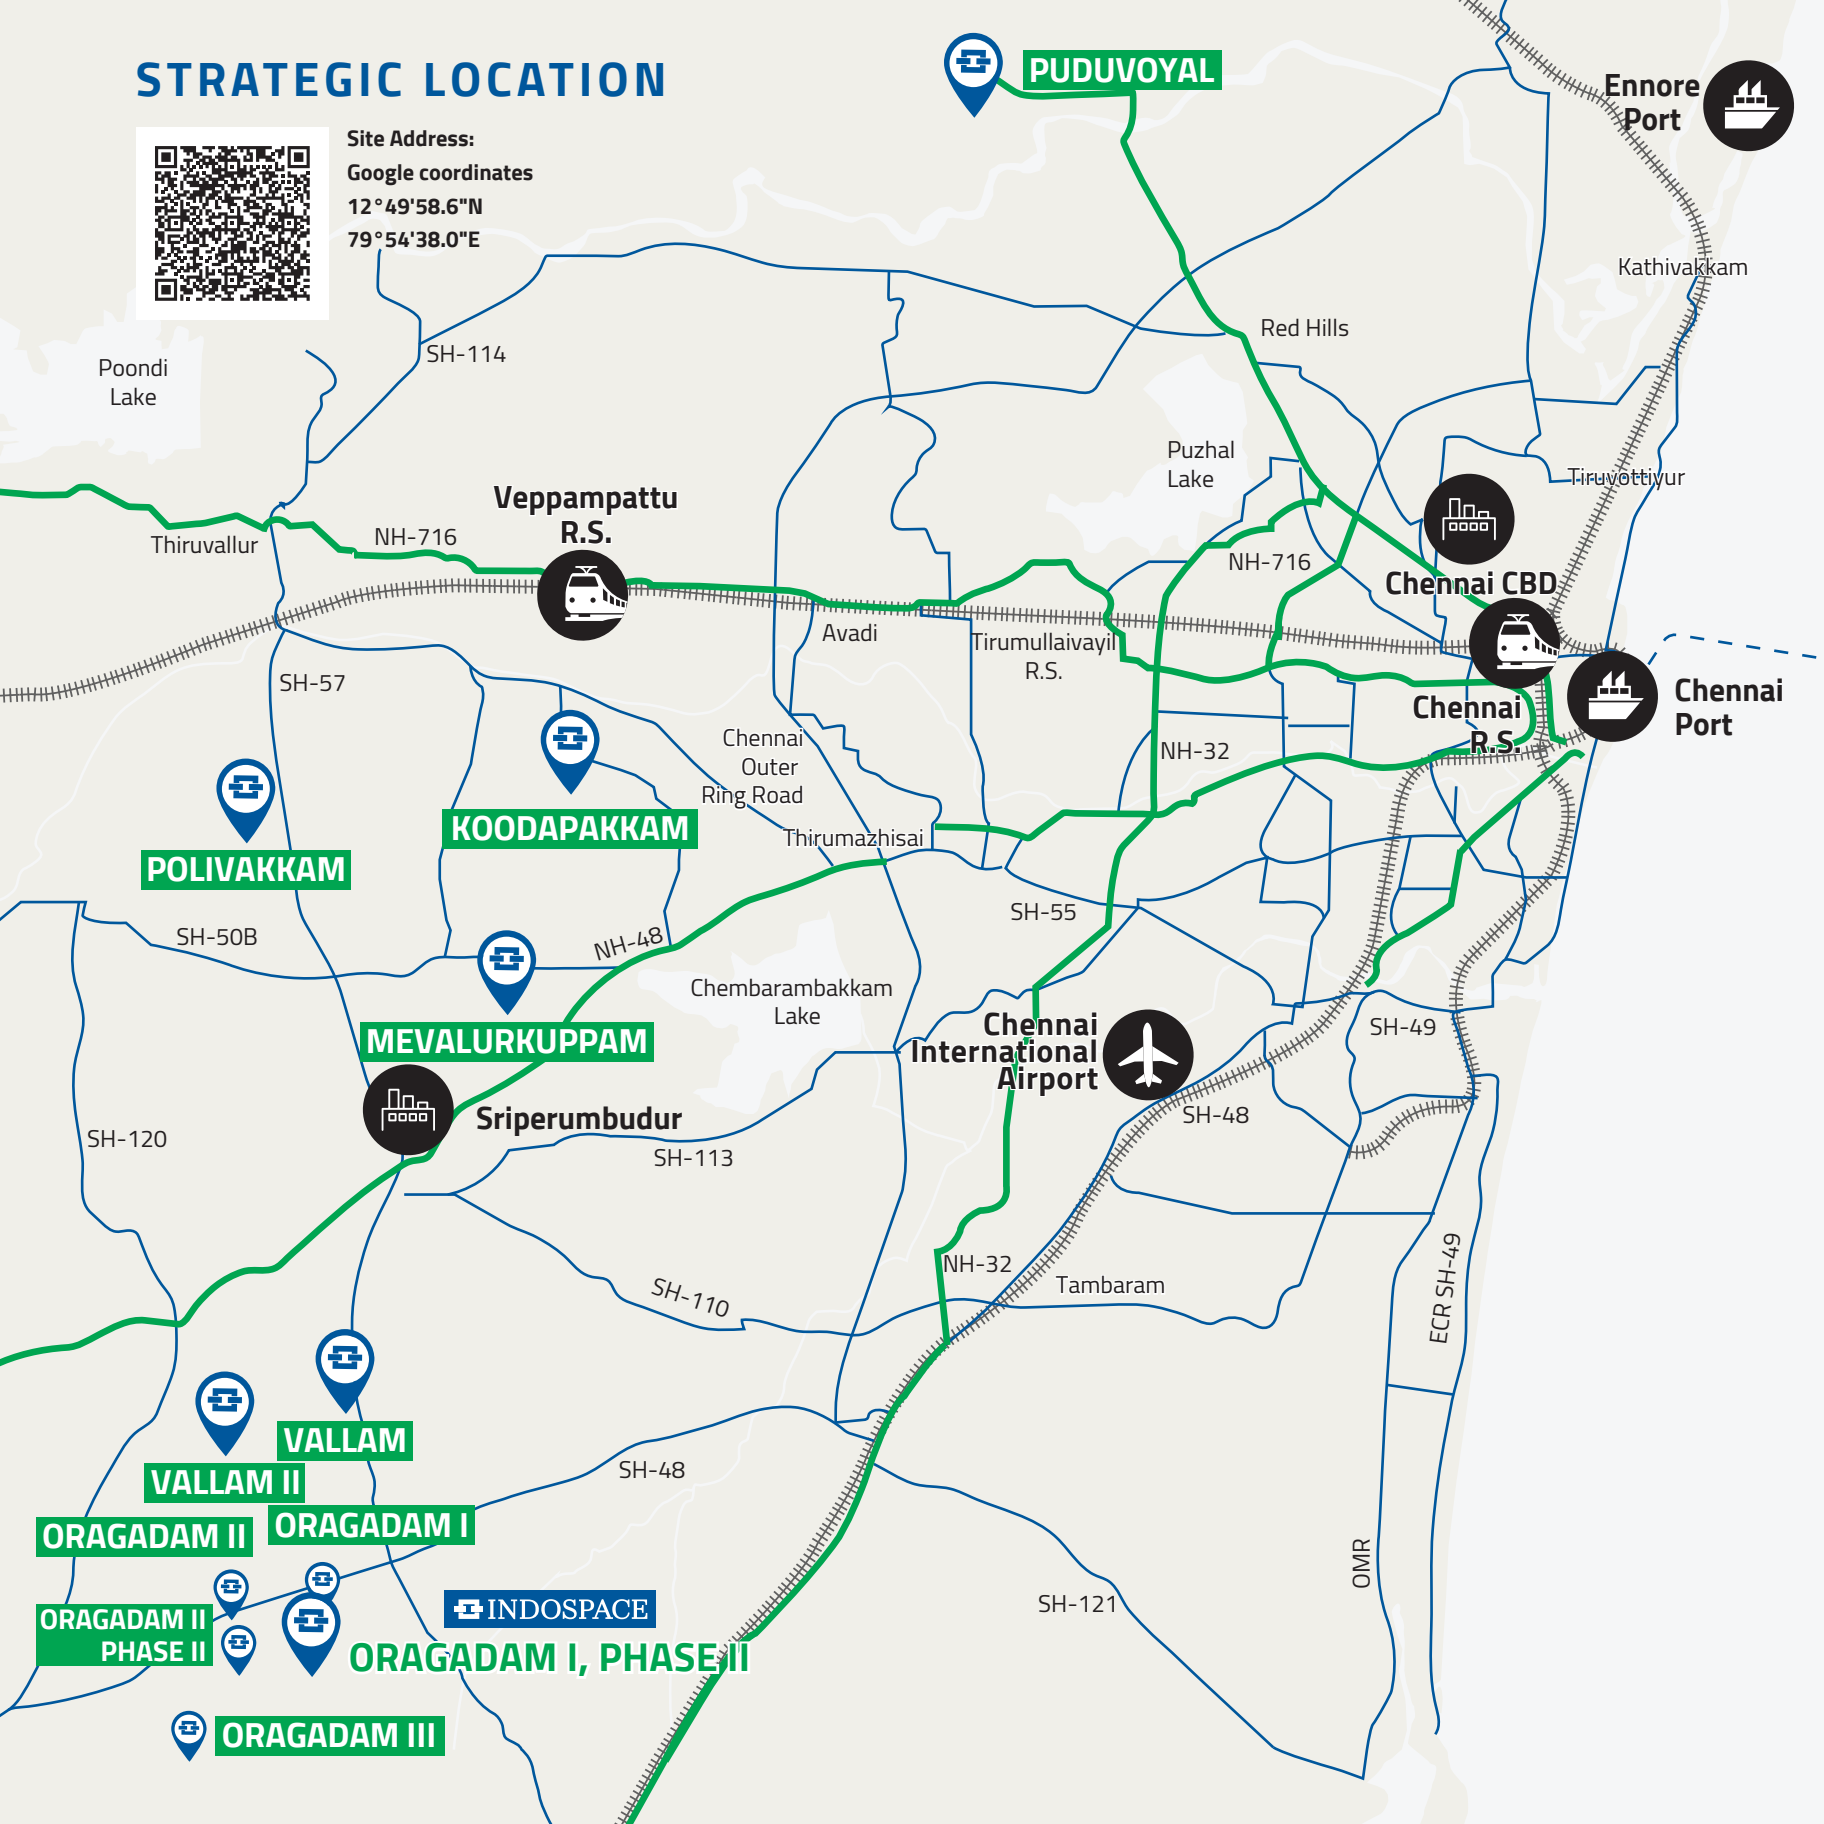 STRATEGIC LOCATION
Site Address:
Google coordinates
12°49'58.6"N
79°54'38.0"E
PUDUVOYAL
Ennore
Port
Kathivakkam
Red Hills
SH-114
Poondi
Lake
Puzhal
Lake
Tiruvottiyur
Veppampattu
R.S.
NH-716
Thiruvallur
NH-716
Chennai CBD
Avadi
Tirumullaivayil
R.S.
SH-57
Chennai
Port
Chennai
R.S.
Chennai
Outer
Ring Road
NH-32
KOODAPAKKAM
Thirumazhisai
POLIVAKKAM
SH-55
SH-50B
NH-48
Chembarambakkam
Lake
MEVALURKUPPAM
Chennai
International
Airport
SH-49
Sriperumbudur
SH-48
SH-120
SH-113
NH-32
Tambaram
ECR SH-49
SH-110
VALLAM
VALLAM II
SH-48
ORAGADAM I
ORAGADAM II
OMR
SH-121
ORAGADAM II
PHASE II
INDOSPACE
ORAGADAM I, PHASE II
ORAGADAM III